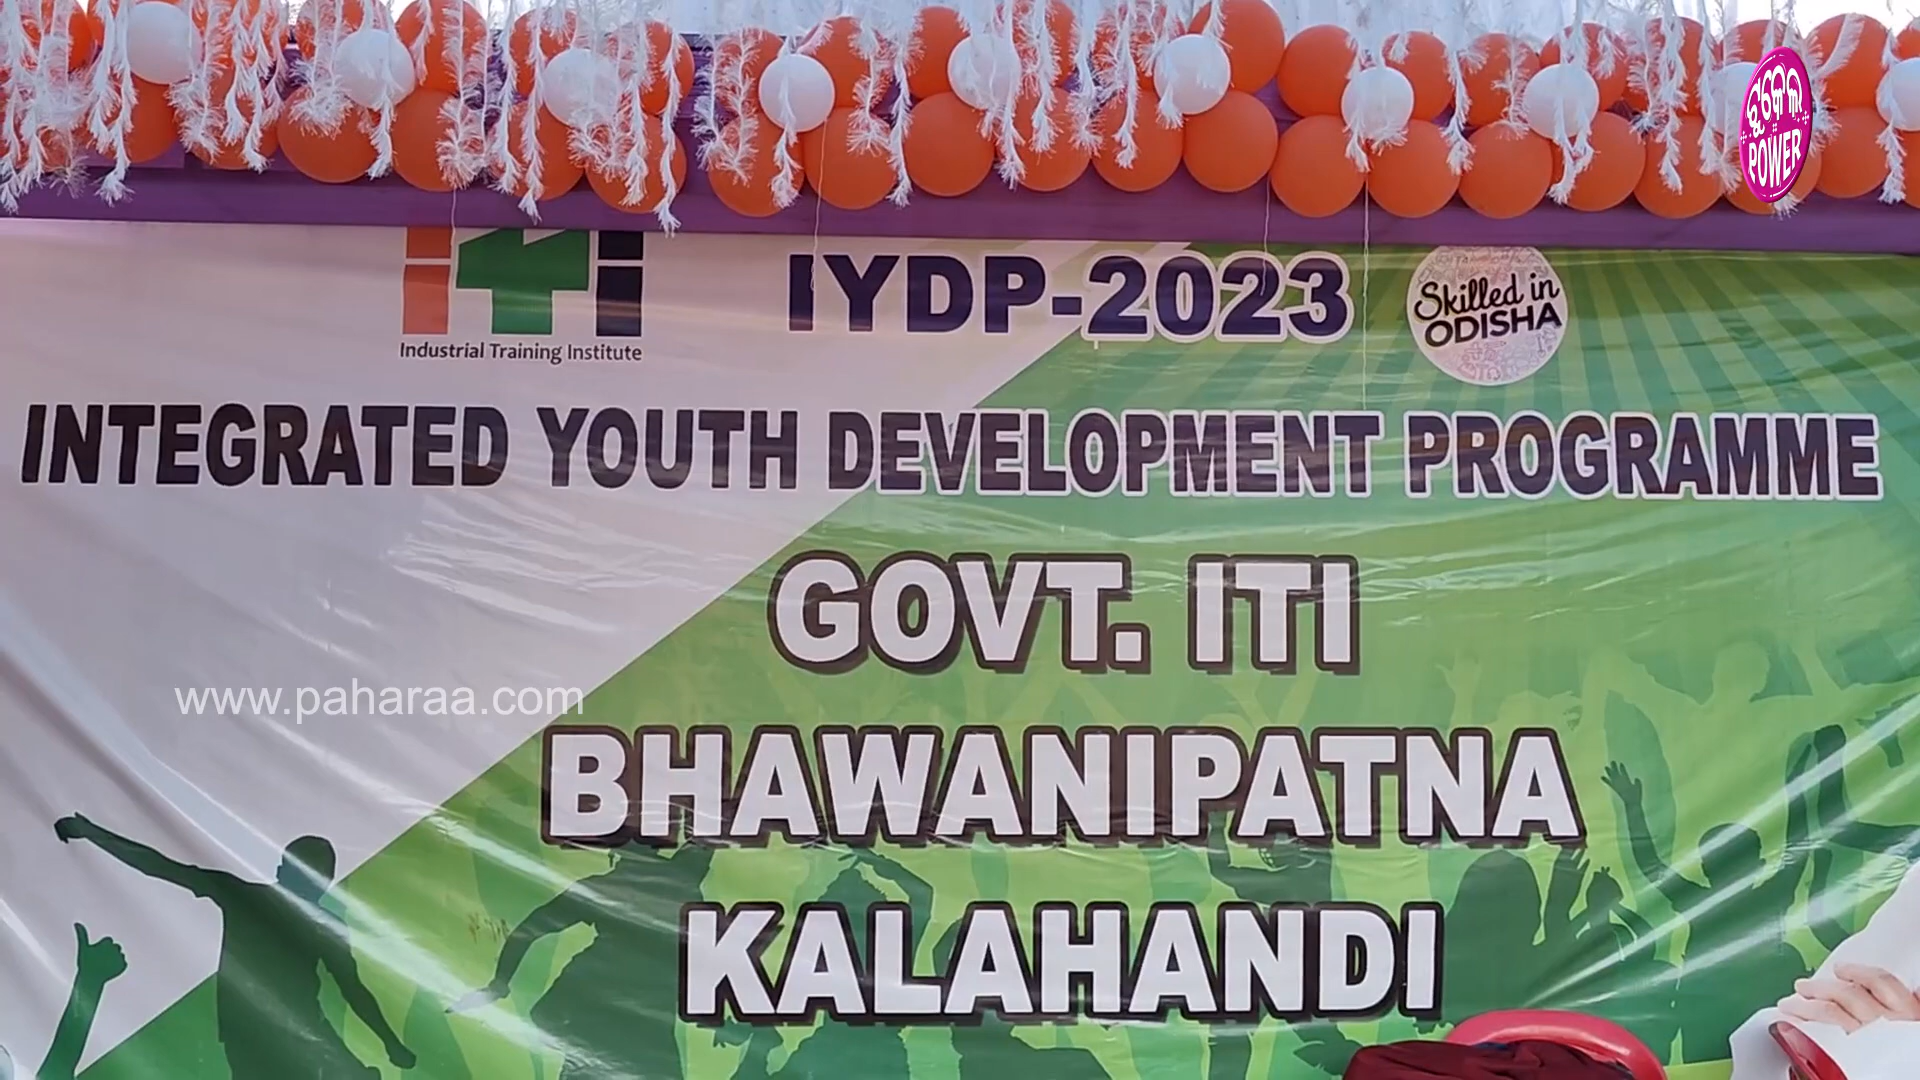 IYDP-2023
Skilled in
ODISHA
Industrial Training Institute
INTEGRATED YOUTH DEVELOPMENT PROGRAMME
GOVT. ITI
BHAWANIPATNA
KALAHANDI
www.paharaa.com
POWER